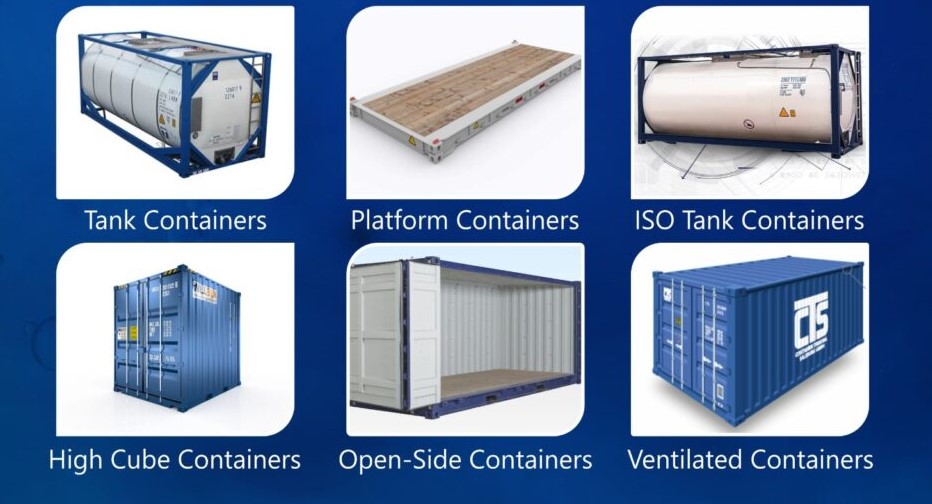 Tank Containers
Platform Containers
ISO Tank Containers
CTS
High Cube Containers
Open-Side Containers
Ventilated Containers